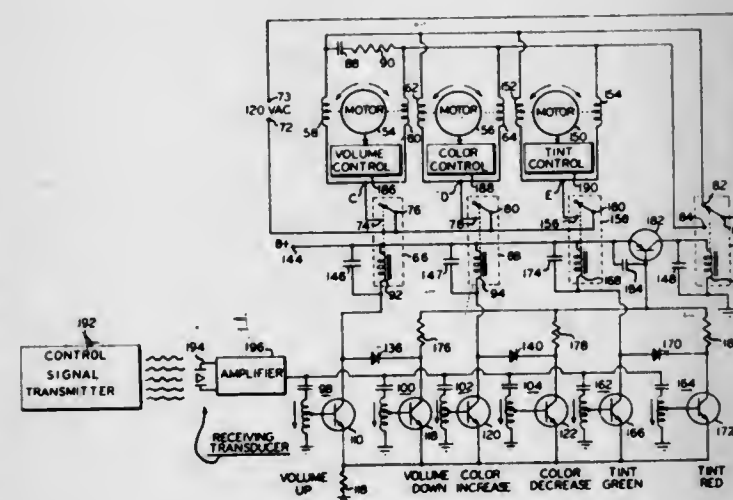 88 90
73
120 VAC
72
58
MOTOR
54
60
162
MOTOR
56
64
152
MOTOR
150
154
VOLUME
CONTROL
COLOR
CONTROL
TINT
CONTROL
C 186 D 188 E 190
82
84
74 76 78 80 156 180
158
B+
144
146 66 147 88 174 182
184 148
92 94 168
192
CONTROL
SIGNAL
TRANSMITTER
194 196
AMPLIFIER
136 176 140 178 170
98 100 102 104 162 164
110 120 122 166 172
RECEIVING
TRANSDUCER
118
VOLUME
UP
VOLUME
DOWN
COLOR
INCREASE
COLOR
DECREASE
TINT
GREEN
TINT
RED